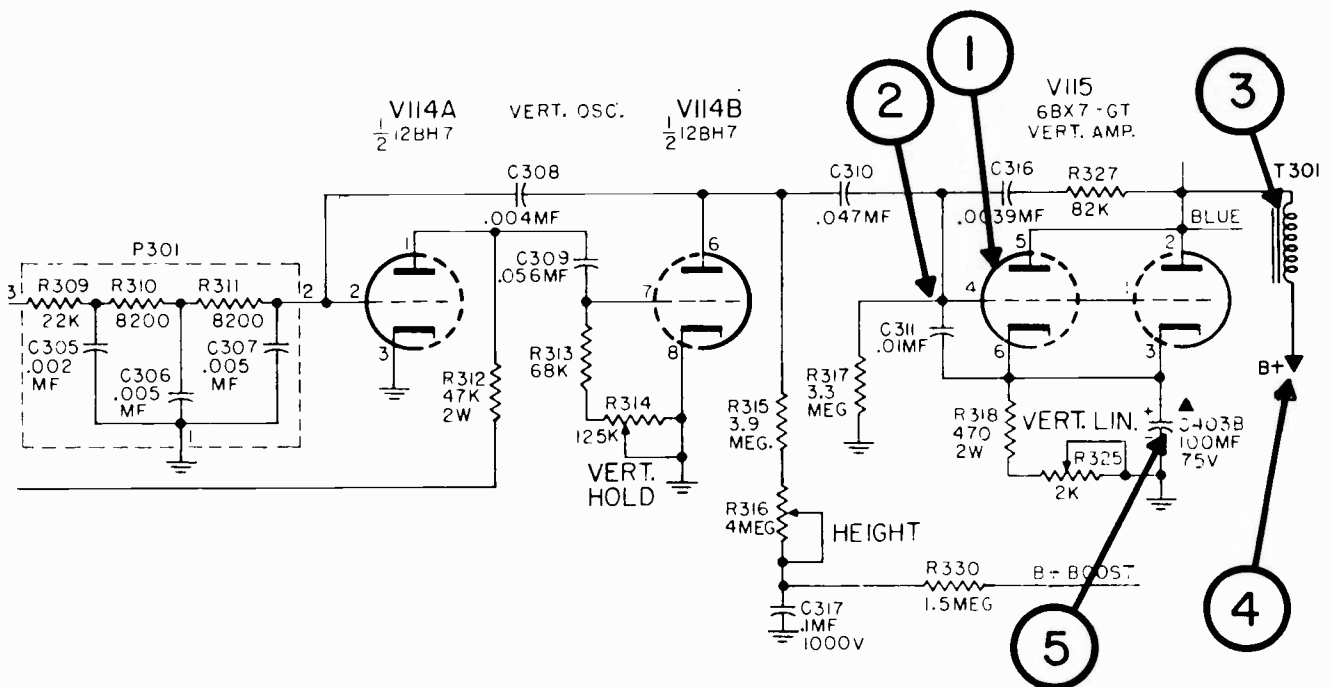 1
2
3
4
5
V114A
1/2 12BH7
VERT. OSC.
V114B
1/2 12BH7
V115
6BX7-GT
VERT. AMP.
T301
C308
.004MF
C310
.047MF
C316
.0039MF
R327
82K
BLUE
P301
3
R309
22K
R310
8200
R311
8200
2
C305
.002
MF
C306
.005
MF
C307
.005
MF
1
1
2
3
C309
.056MF
6
7
8
R313
68K
R312
47K
2W
R314
125K
VERT.
HOLD
R315
3.9
MEG.
R316
4MEG
HEIGHT
C317
.1MF
1000V
R330
1.5MEG
B+ BOOST
5
4
6
2
1
3
C311
.01MF
R317
3.3
MEG
R318
470
2W
VERT. LIN.
R325
2K
+
C403B
100MF
75V
B+